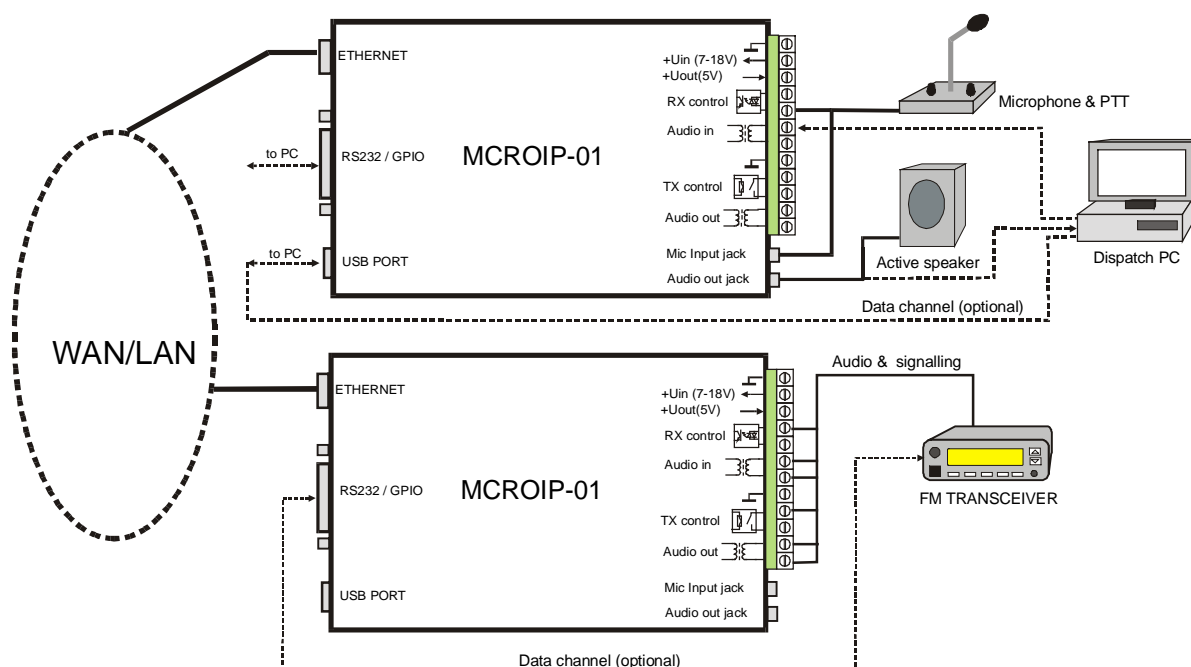 ETHERNET
+Uin (7-18V)
+Uout(5V)
RX control
Microphone & PTT
Audio in
to PC
RS232 / GPIO
MCROIP-01
TX control
Audio out
to PC
USB PORT
Mic Input jack
Active speaker
Dispatch PC
Audio out jack
Data channel (optional)
WAN/LAN
Audio & signalling
ETHERNET
+Uin (7-18V)
+Uout(5V)
RX control
Audio in
RS232 / GPIO
MCROIP-01
FM TRANSCEIVER
TX control
Audio out
Mic Input jack
USB PORT
Audio out jack
Data channel (optional)